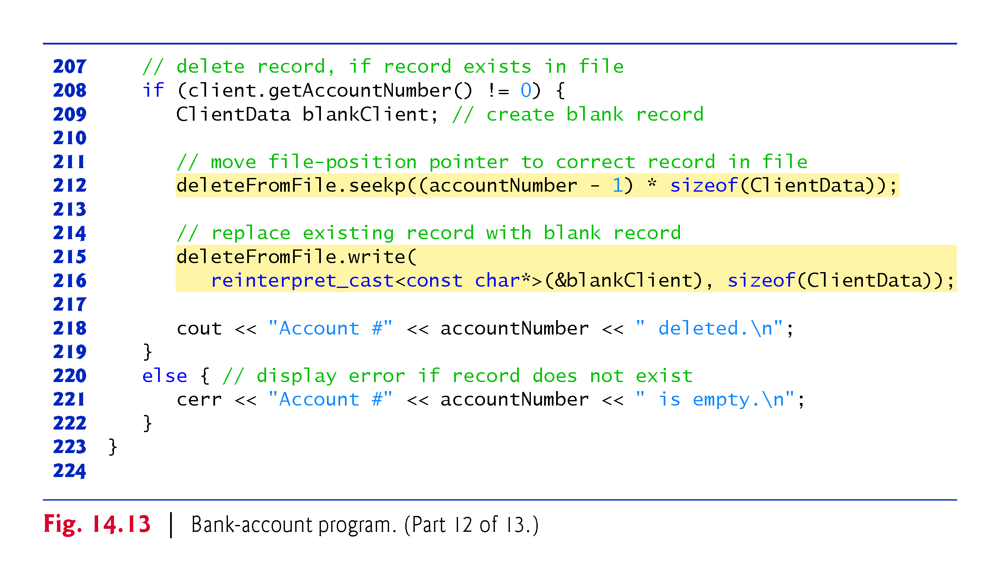 207 // delete record, if record exists in file
208 if (client.getAccountNumber() != 0) {
209 ClientData blankClient; // create blank record
210
211 // move file-position pointer to correct record in file
212 deleteFromFile.seekp((accountNumber - 1) * sizeof(ClientData));
213
214 // replace existing record with blank record
215 deleteFromFile.write(
216 reinterpret_cast<const char*>(&blankClient), sizeof(ClientData));
217
218 cout << "Account #" << accountNumber << " deleted.\n";
219 }
220 else { // display error if record does not exist
221 cerr << "Account #" << accountNumber << " is empty.\n";
222 }
223 }
224
Fig. 14.13 | Bank-account program. (Part 12 of 13.)